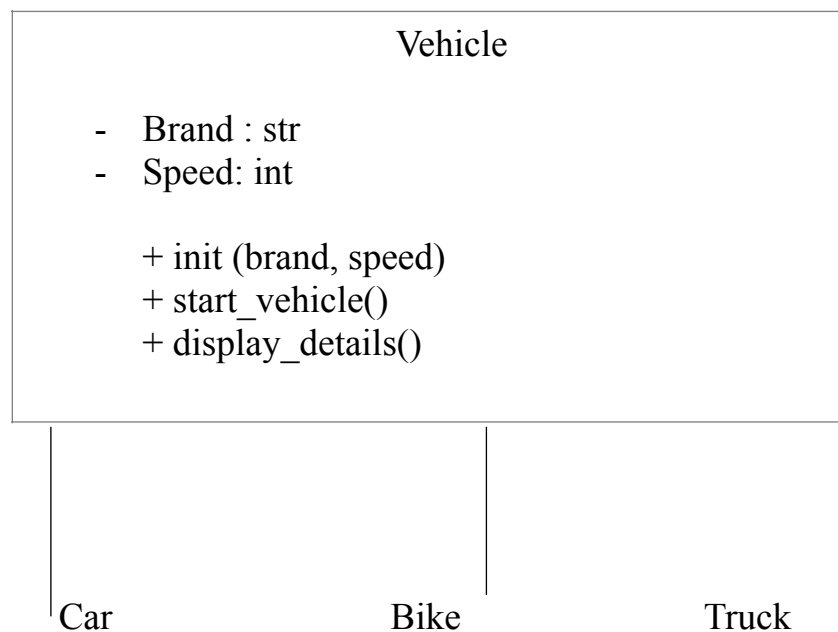 Vehicle
- Brand : str
- Speed: int
+ init (brand, speed)
+ start_vehicle()
+ display_details()
Car Bike Truck